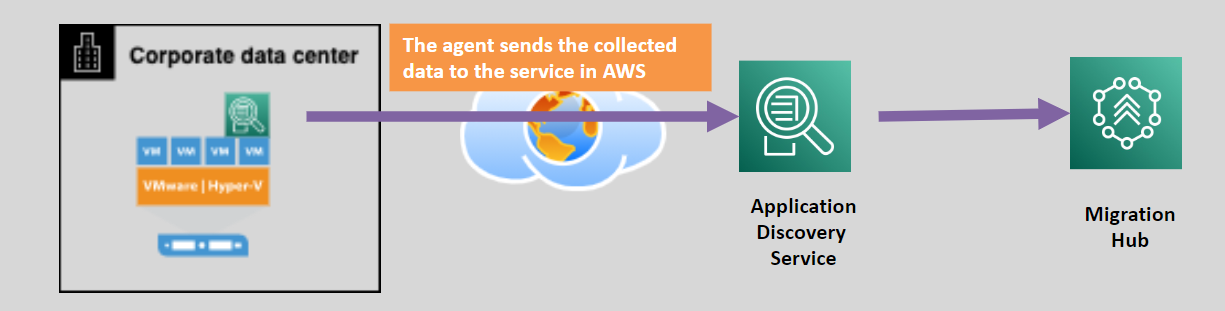 The agent sends the collected
data to the service in AWS
Corporate data center
VM VM VM VM
VMware | Hyper-V
Application
Discovery
Service
Migration
Hub